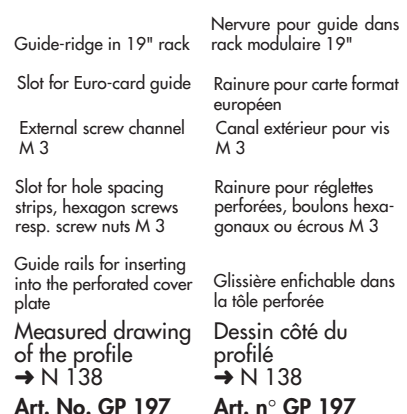 Guide-ridge in 19" rack
Slot for Euro-card guide
External screw channel
M 3
Slot for hole spacing
strips, hexagon screws
resp. screw nuts M 3
Guide rails for inserting
into the perforated cover
plate
Measured drawing
of the profile
➔ N 138
Art. No. GP 197
Nervure pour guide dans
rack modulaire 19"
Rainure pour carte format
européen
Canal extérieur pour vis
M 3
Rainure pour réglettes
perforées, boulons hexa-
gonaux ou écrous M 3
Glissière enfichable dans
la tôle perforée
Dessin côté du
profilé
➔ N 138
Art. n° GP 197